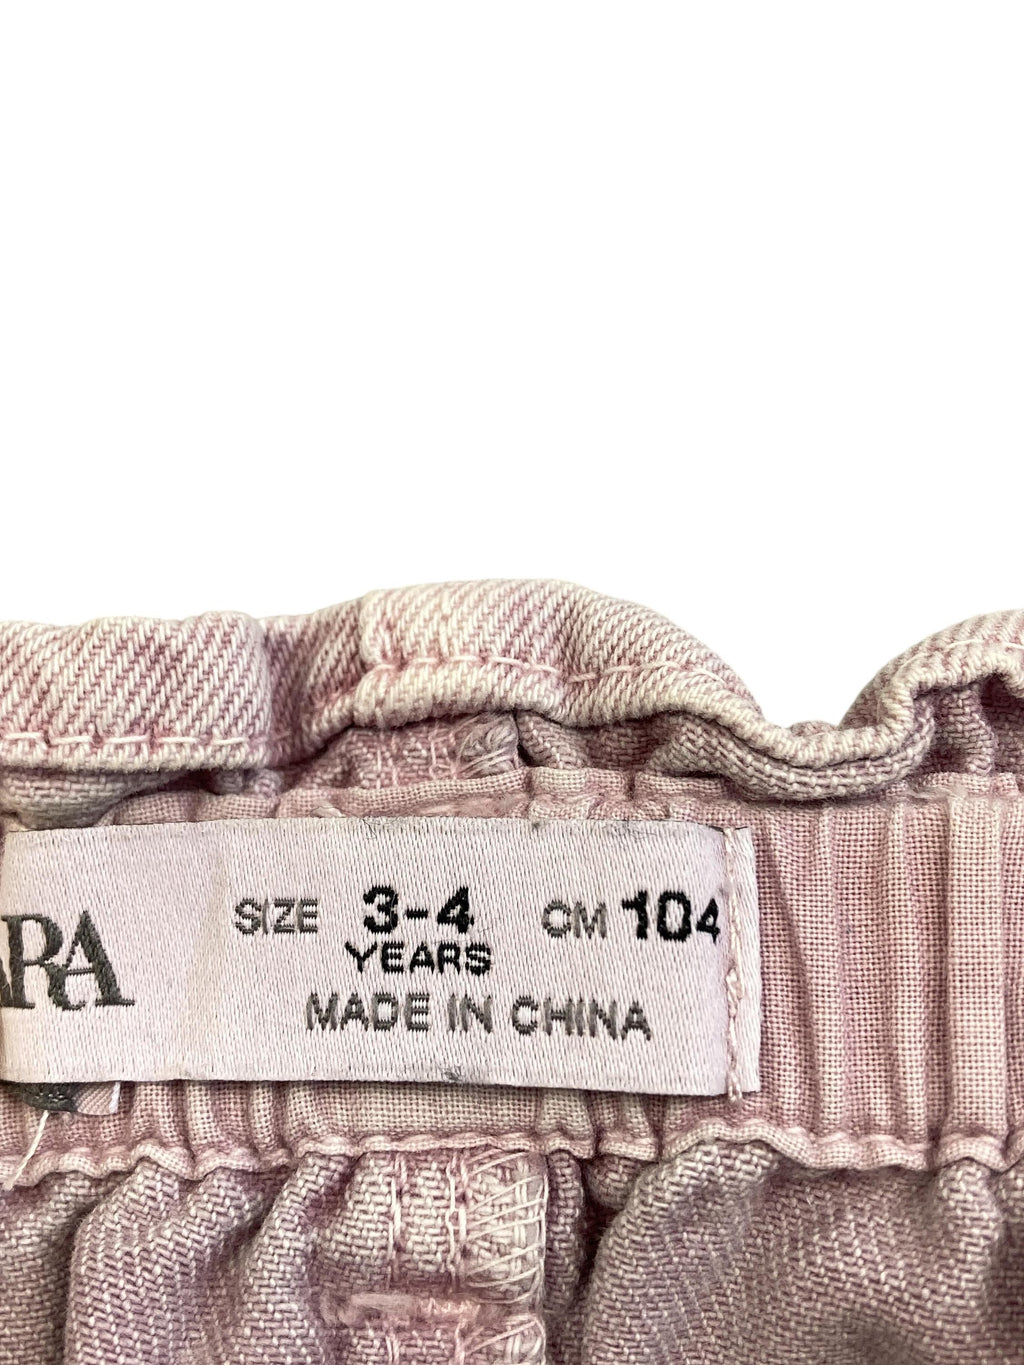 ARA
SIZE 3-4 CM 104
YEARS
MADE IN CHINA